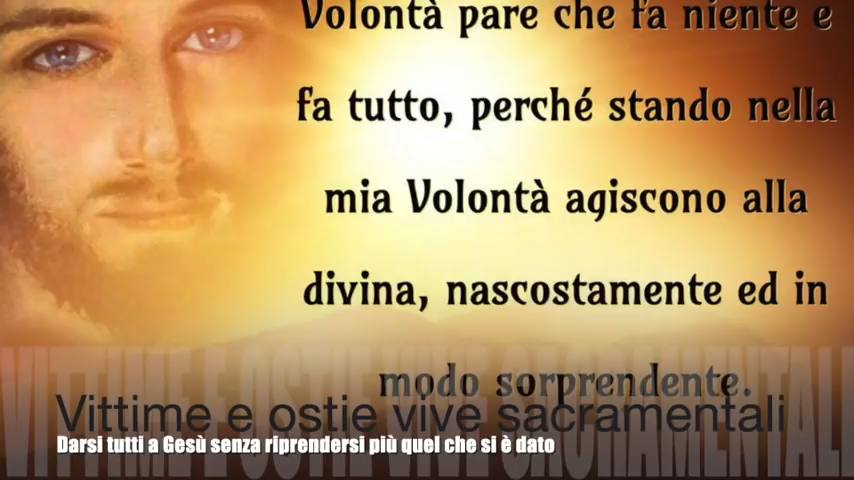 Volontà pare che fa niente e
fa tutto, perché stando nella
mia Volontà agiscono alla
divina, nascostamente ed in
modo sorprendente.
Vittime e ostie vive sacramentali
Darsi tutti a Gesù senza riprendersi più quel che si è dato
VITTIME E OSTIE VIVE SACRAMENTALI